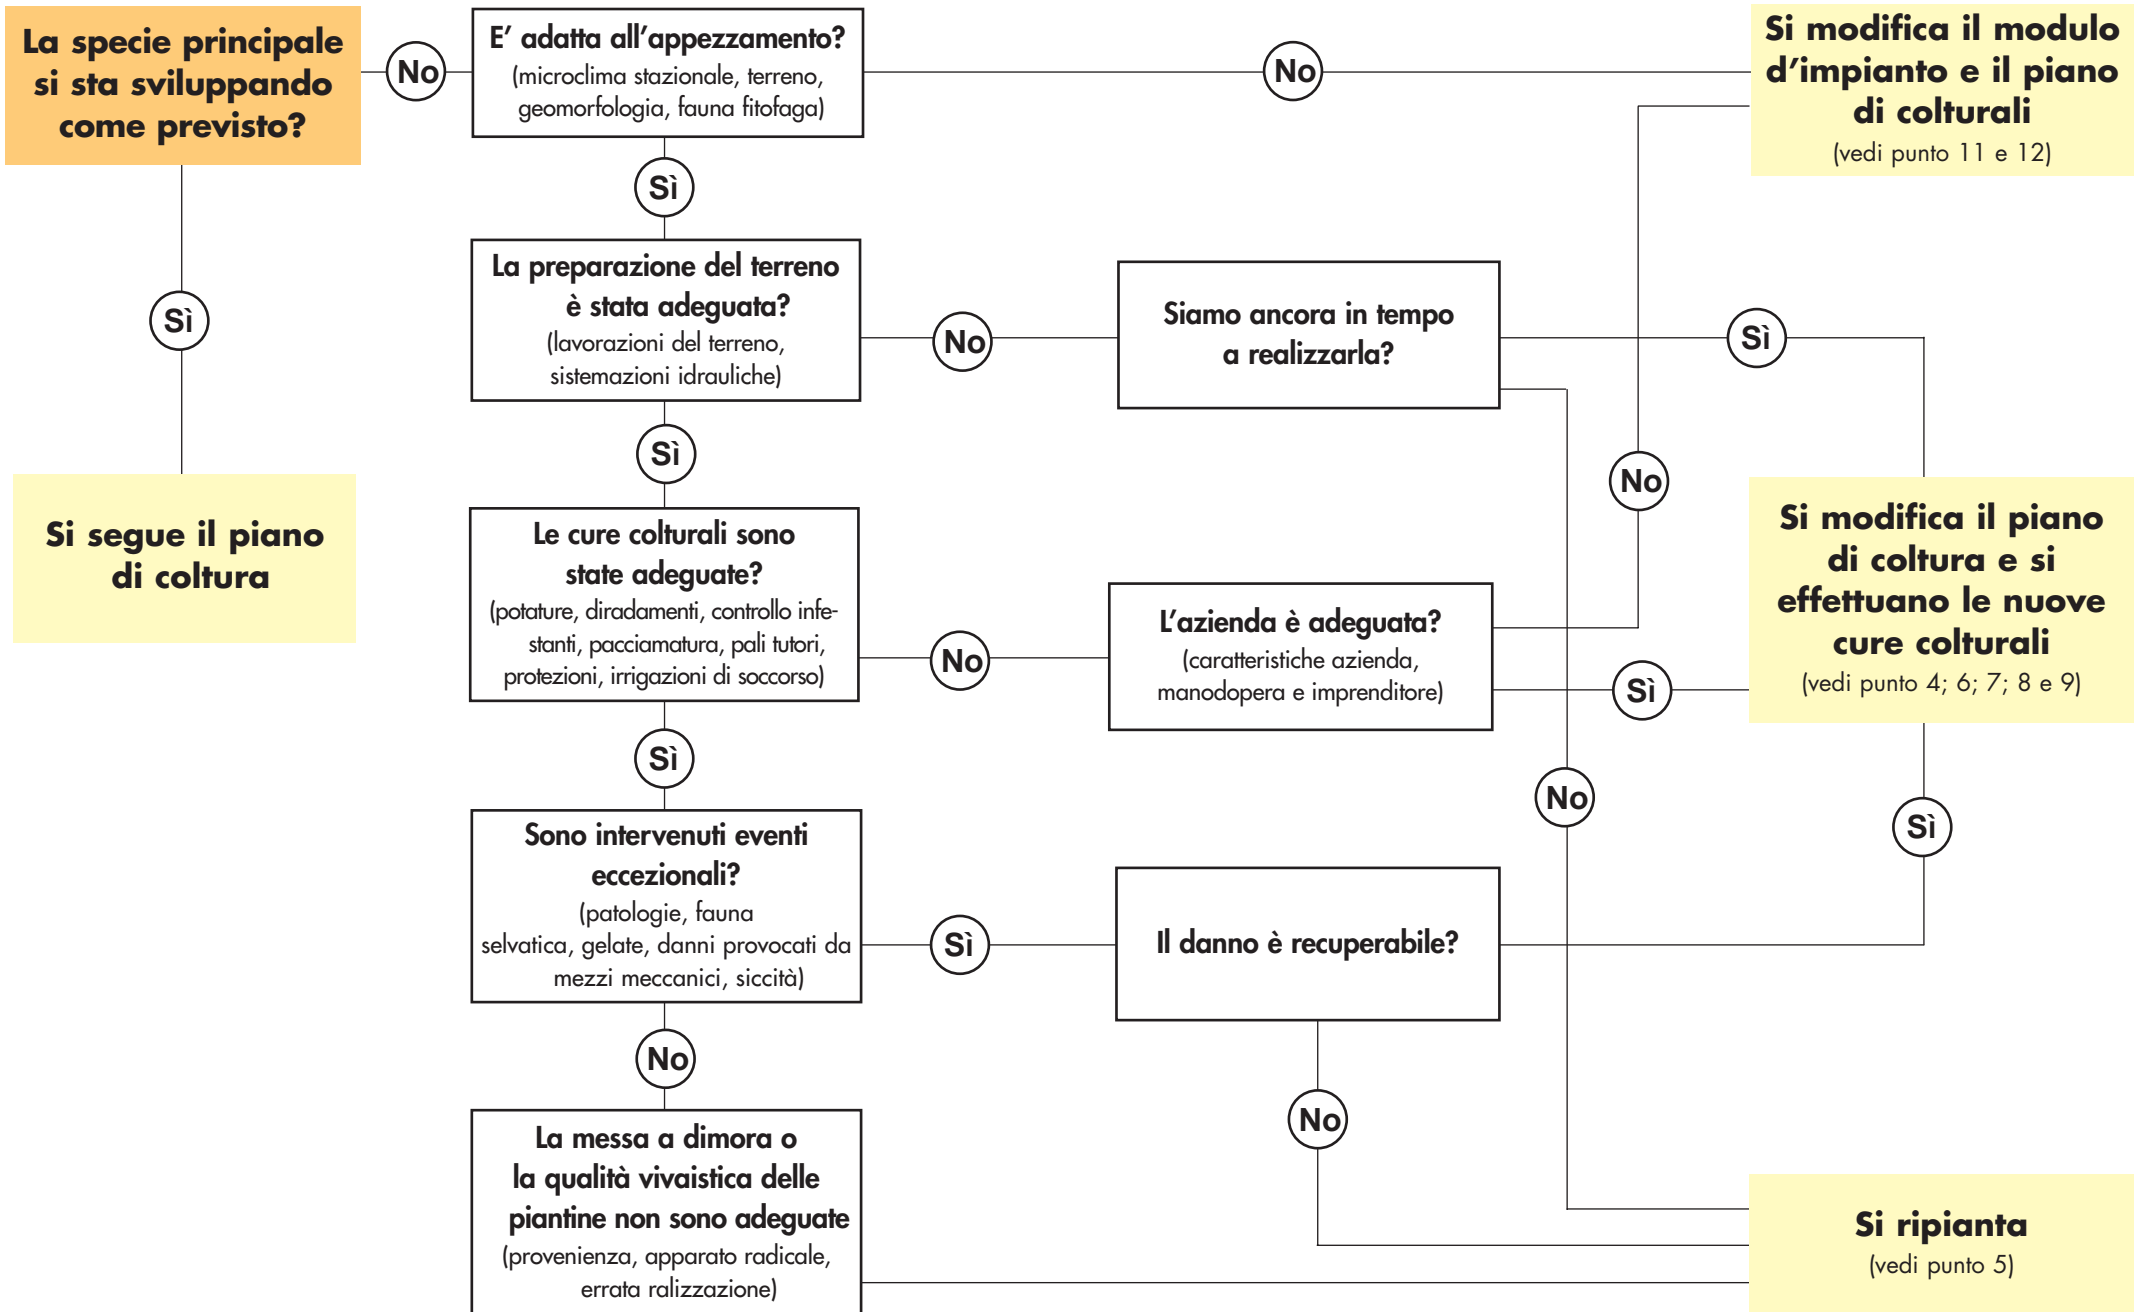 La specie principale
si sta sviluppando
come previsto?
No
E' adatta all'appezzamento?
(microclima stazionale, terreno,
geomorfologia, fauna fitofaga)
No
Si modifica il modulo
d'impianto e il piano
di colturali
(vedi punto 11 e 12)
Sì
Sì
Si segue il piano
di coltura
La preparazione del terreno
è stata adeguata?
(lavorazioni del terreno,
sistemazioni idrauliche)
No
Siamo ancora in tempo
a realizzarla?
Sì
No
Sì
Le cure colturali sono
state adeguate?
(potature, diradamenti, controllo infe-
stanti, pacciamatura, pali tutori,
protezioni, irrigazioni di soccorso)
No
L'azienda è adeguata?
(caratteristiche azienda,
manodopera e imprenditore)
No
Sì
Si modifica il piano
di coltura e si
effettuano le nuove
cure colturali
(vedi punto 4; 6; 7; 8 e 9)
Sì
Sono intervenuti eventi
eccezionali?
(patologie, fauna
selvatica, gelate, danni provocati da
mezzi meccanici, siccità)
Sì
Il danno è recuperabile?
Sì
No
No
La messa a dimora o
la qualità vivaistica delle
piantine non sono adeguate
(provenienza, apparato radicale,
errata ralizzazione)
Si ripianta
(vedi punto 5)